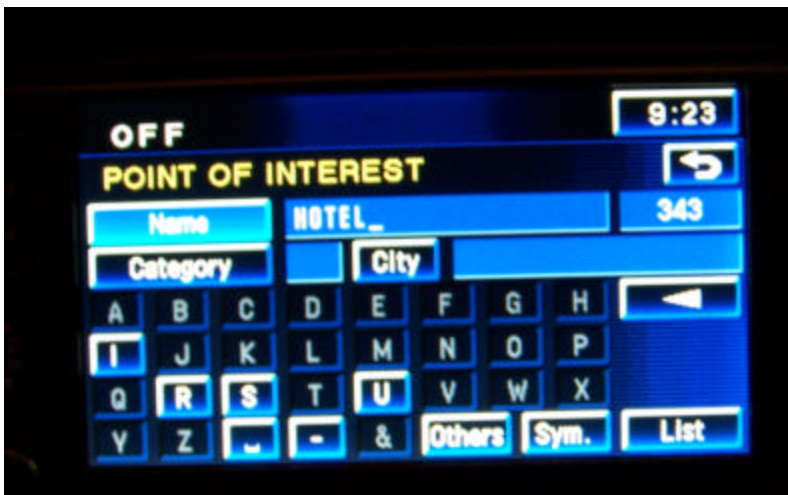 OFF 9:23
POINT OF INTEREST
Name HOTEL_ 343
Category City
A B C D E F G H
I J K L M N O P
Q R S T U V W X
Y Z ␣ - & Others Sym. List